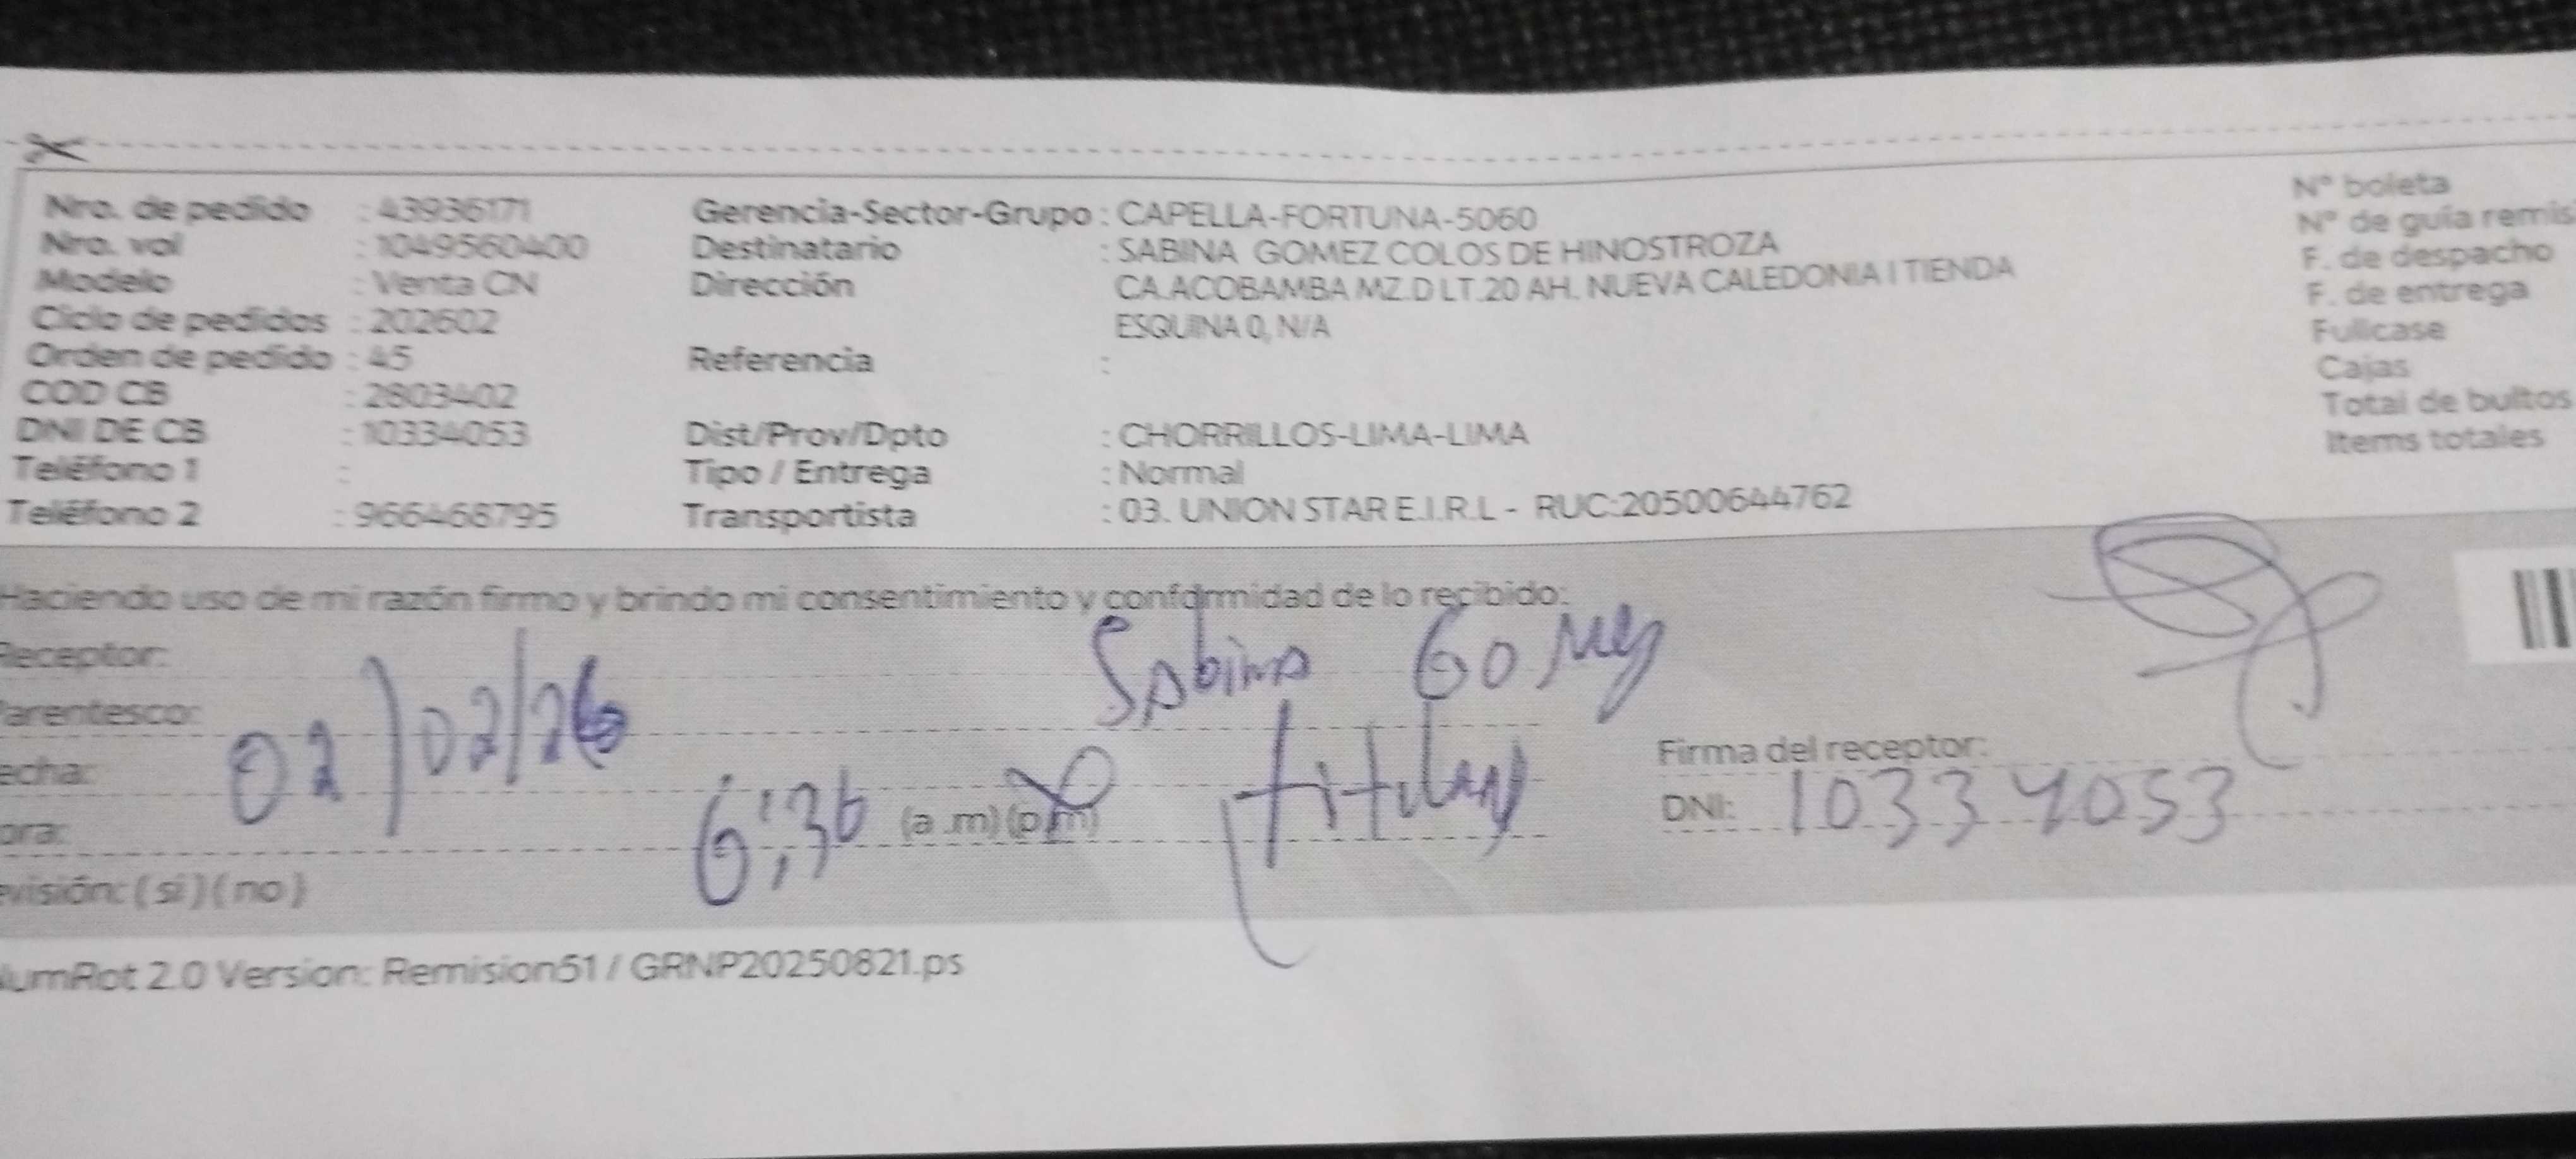 Nro. de pedido : 43936171 Gerencia-Sector-Grupo : CAPELLA-FORTUNA-5060 N° boleta
Nro. vol : 1049560400 Destinatario : SABINA GOMEZ COLOS DE HINOSTROZA N° de guía remis
Modelo : Venta CN Dirección CA.ACOBAMBA MZ.D LT.20 AH. NUEVA CALEDONIA I TIENDA F. de despacho
Ciclo de pedidos : 202602 ESQUINA 0, N/A F. de entrega
Orden de pedido : 45 Referencia : Fullcase
COD CB : 2803402 Cajas
DNI DE CB : 10334053 Dist/Prov/Dpto : CHORRILLOS-LIMA-LIMA Total de bultos
Teléfono 1 : Tipo / Entrega : Normal Items totales
Teléfono 2 : 966468795 Transportista : 03. UNION STAR E.I.R.L - RUC:20500644762
Haciendo uso de mi razón firmo y brindo mi consentimiento y conformidad de lo recibido:
Receptor: Sabina Gomez
Parentesco: titular
echa: 02/02/26 Firma del receptor:
ora: 6:36 (a .m) (p.m) DNI: 10334053
evisión: ( si ) ( no )
NumRot 2.0 Version: Remision51 / GRNP20250821.ps